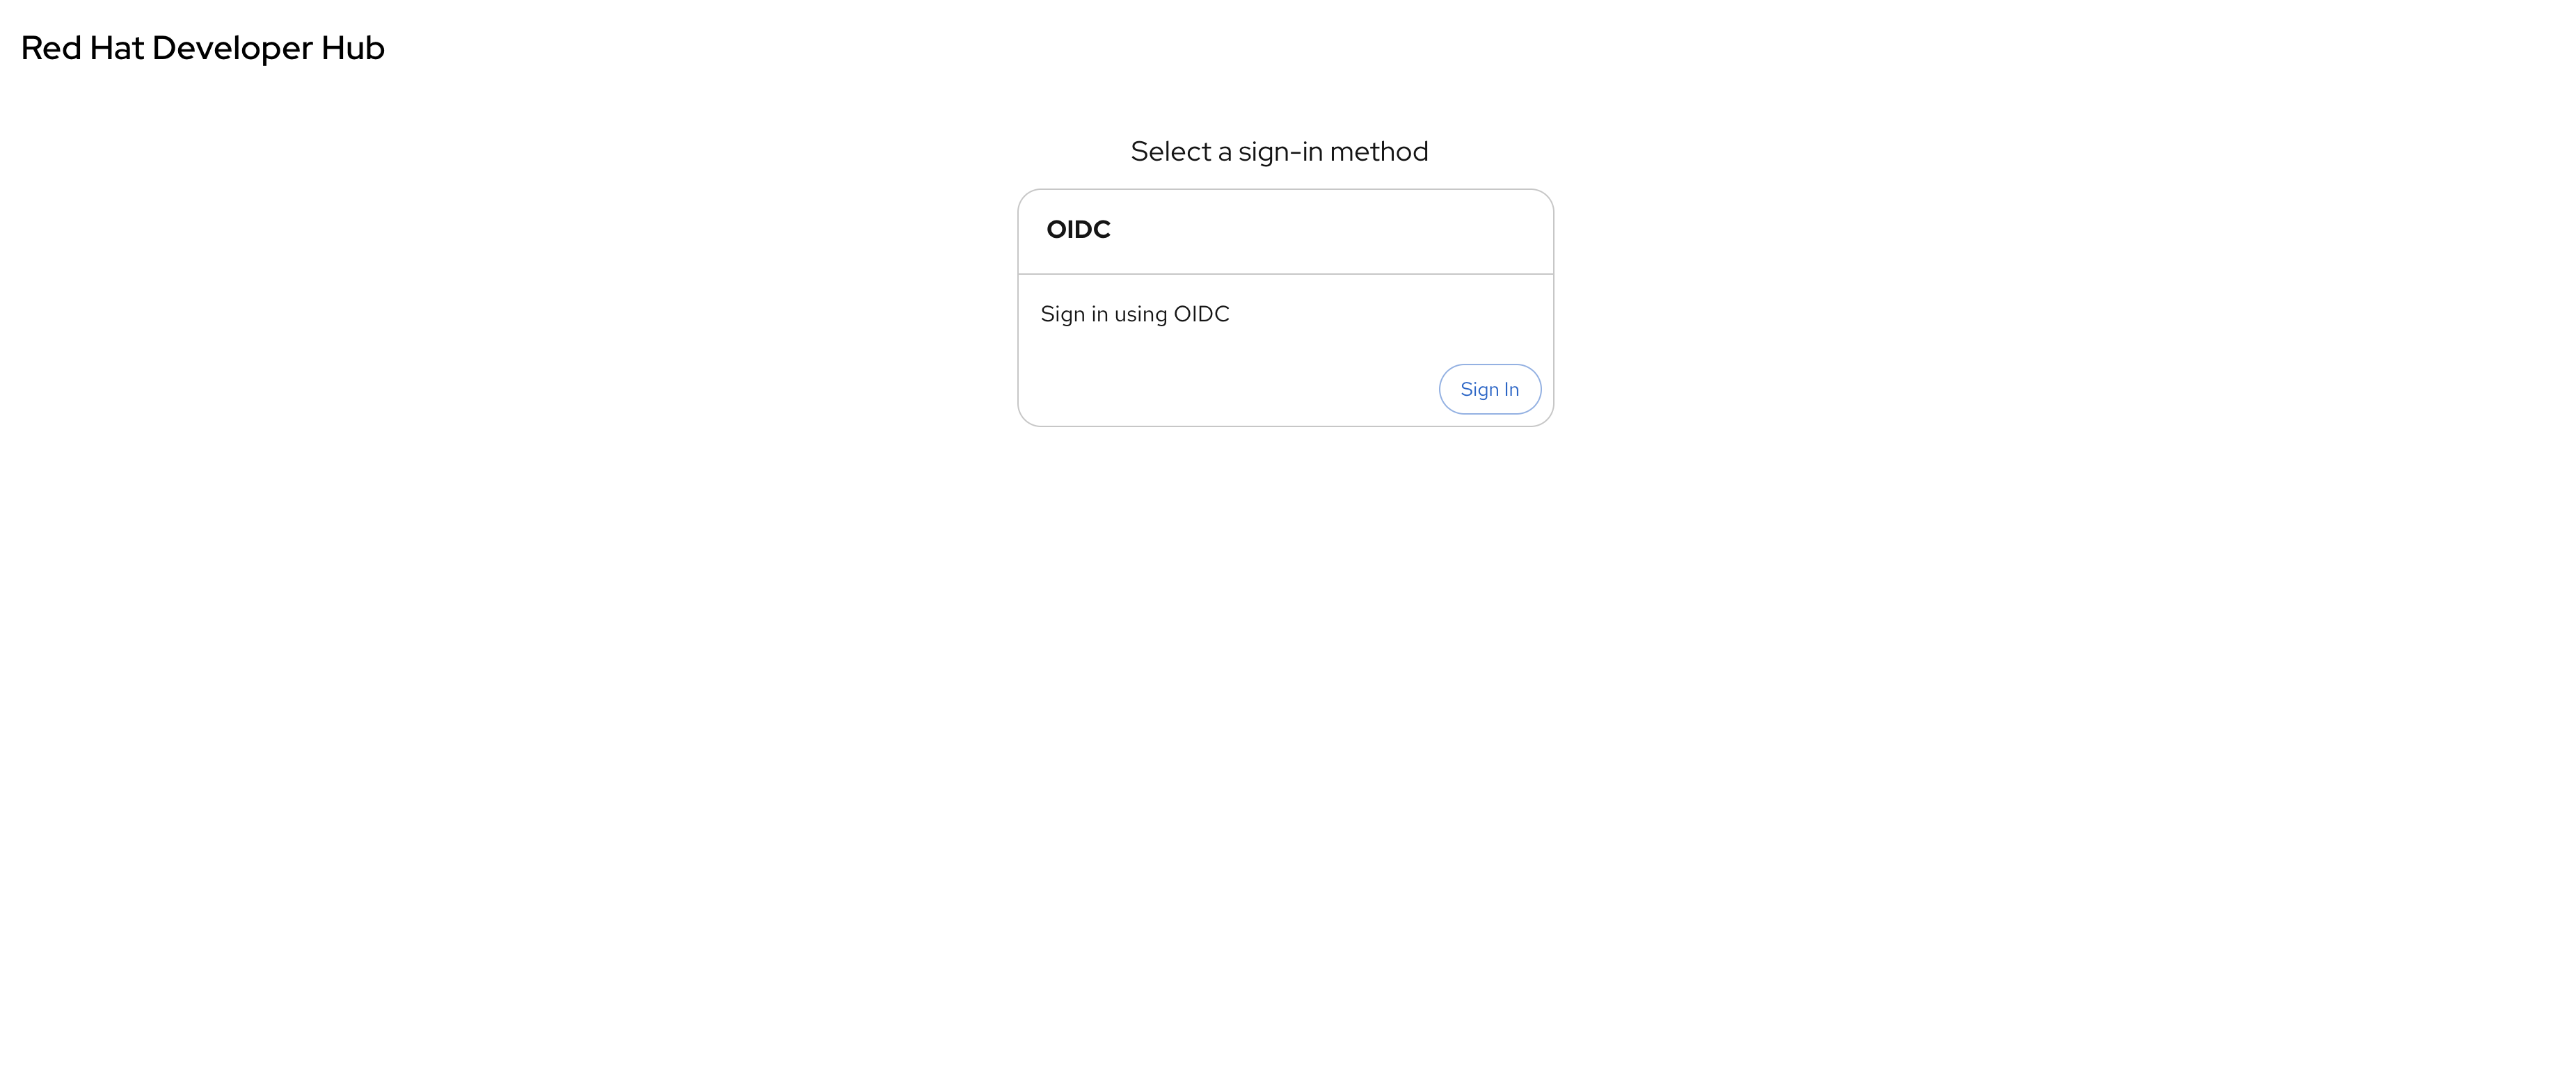 Red Hat Developer Hub
Select a sign-in method
OIDC
Sign in using OIDC
Sign In